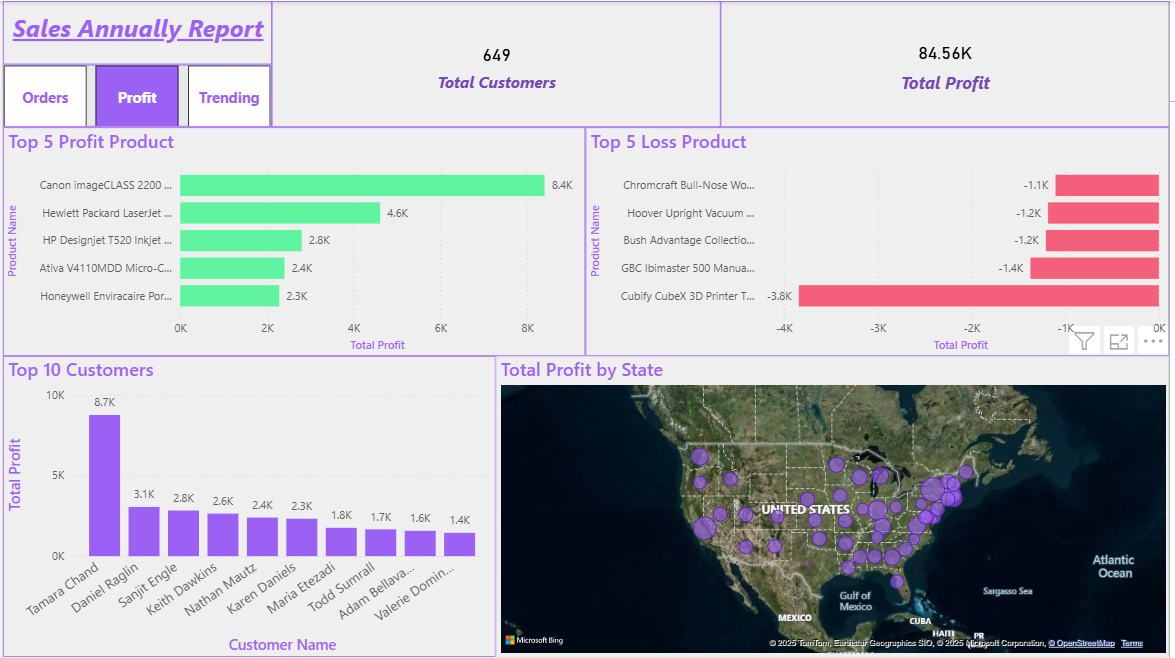 Sales Annually Report
649
Total Customers
84.56K
Total Profit
Orders
Profit
Trending
Top 5 Profit Product
Product Name
Canon imageCLASS 2200 ...
8.4K
Hewlett Packard LaserJet ...
4.6K
HP Designjet T520 Inkjet ...
2.8K
Ativa V4110MDD Micro-C...
2.4K
Honeywell Enviracaire Por...
2.3K
0K 2K 4K 6K 8K
Total Profit
Top 5 Loss Product
Product Name
Chromcraft Bull-Nose Wo...
-1.1K
Hoover Upright Vacuum ...
-1.2K
Bush Advantage Collectio...
-1.2K
GBC Ibimaster 500 Manua...
-1.4K
Cubify CubeX 3D Printer T...
-3.8K
-4K -3K -2K -1K 0K
Total Profit
Top 10 Customers
Total Profit
10K
5K
0K
8.7K 3.1K 2.8K 2.6K 2.4K 2.3K 1.8K 1.7K 1.6K 1.4K
Tamara Chand
Daniel Raglin
Sanjit Engle
Keith Dawkins
Nathan Mautz
Karen Daniels
Maria Etezadi
Todd Sumrall
Adam Bellava...
Valerie Domin...
Customer Name
Total Profit by State
UNITED STATES
Atlantic
Ocean
Sargasso Sea
Gulf of
Mexico
MEXICO
CUBA
HAITI
PR
Microsoft Bing
© 2025 TomTom, Earthstar Geographics SIO, © 2025 Microsoft Corporation, © OpenStreetMap Terms